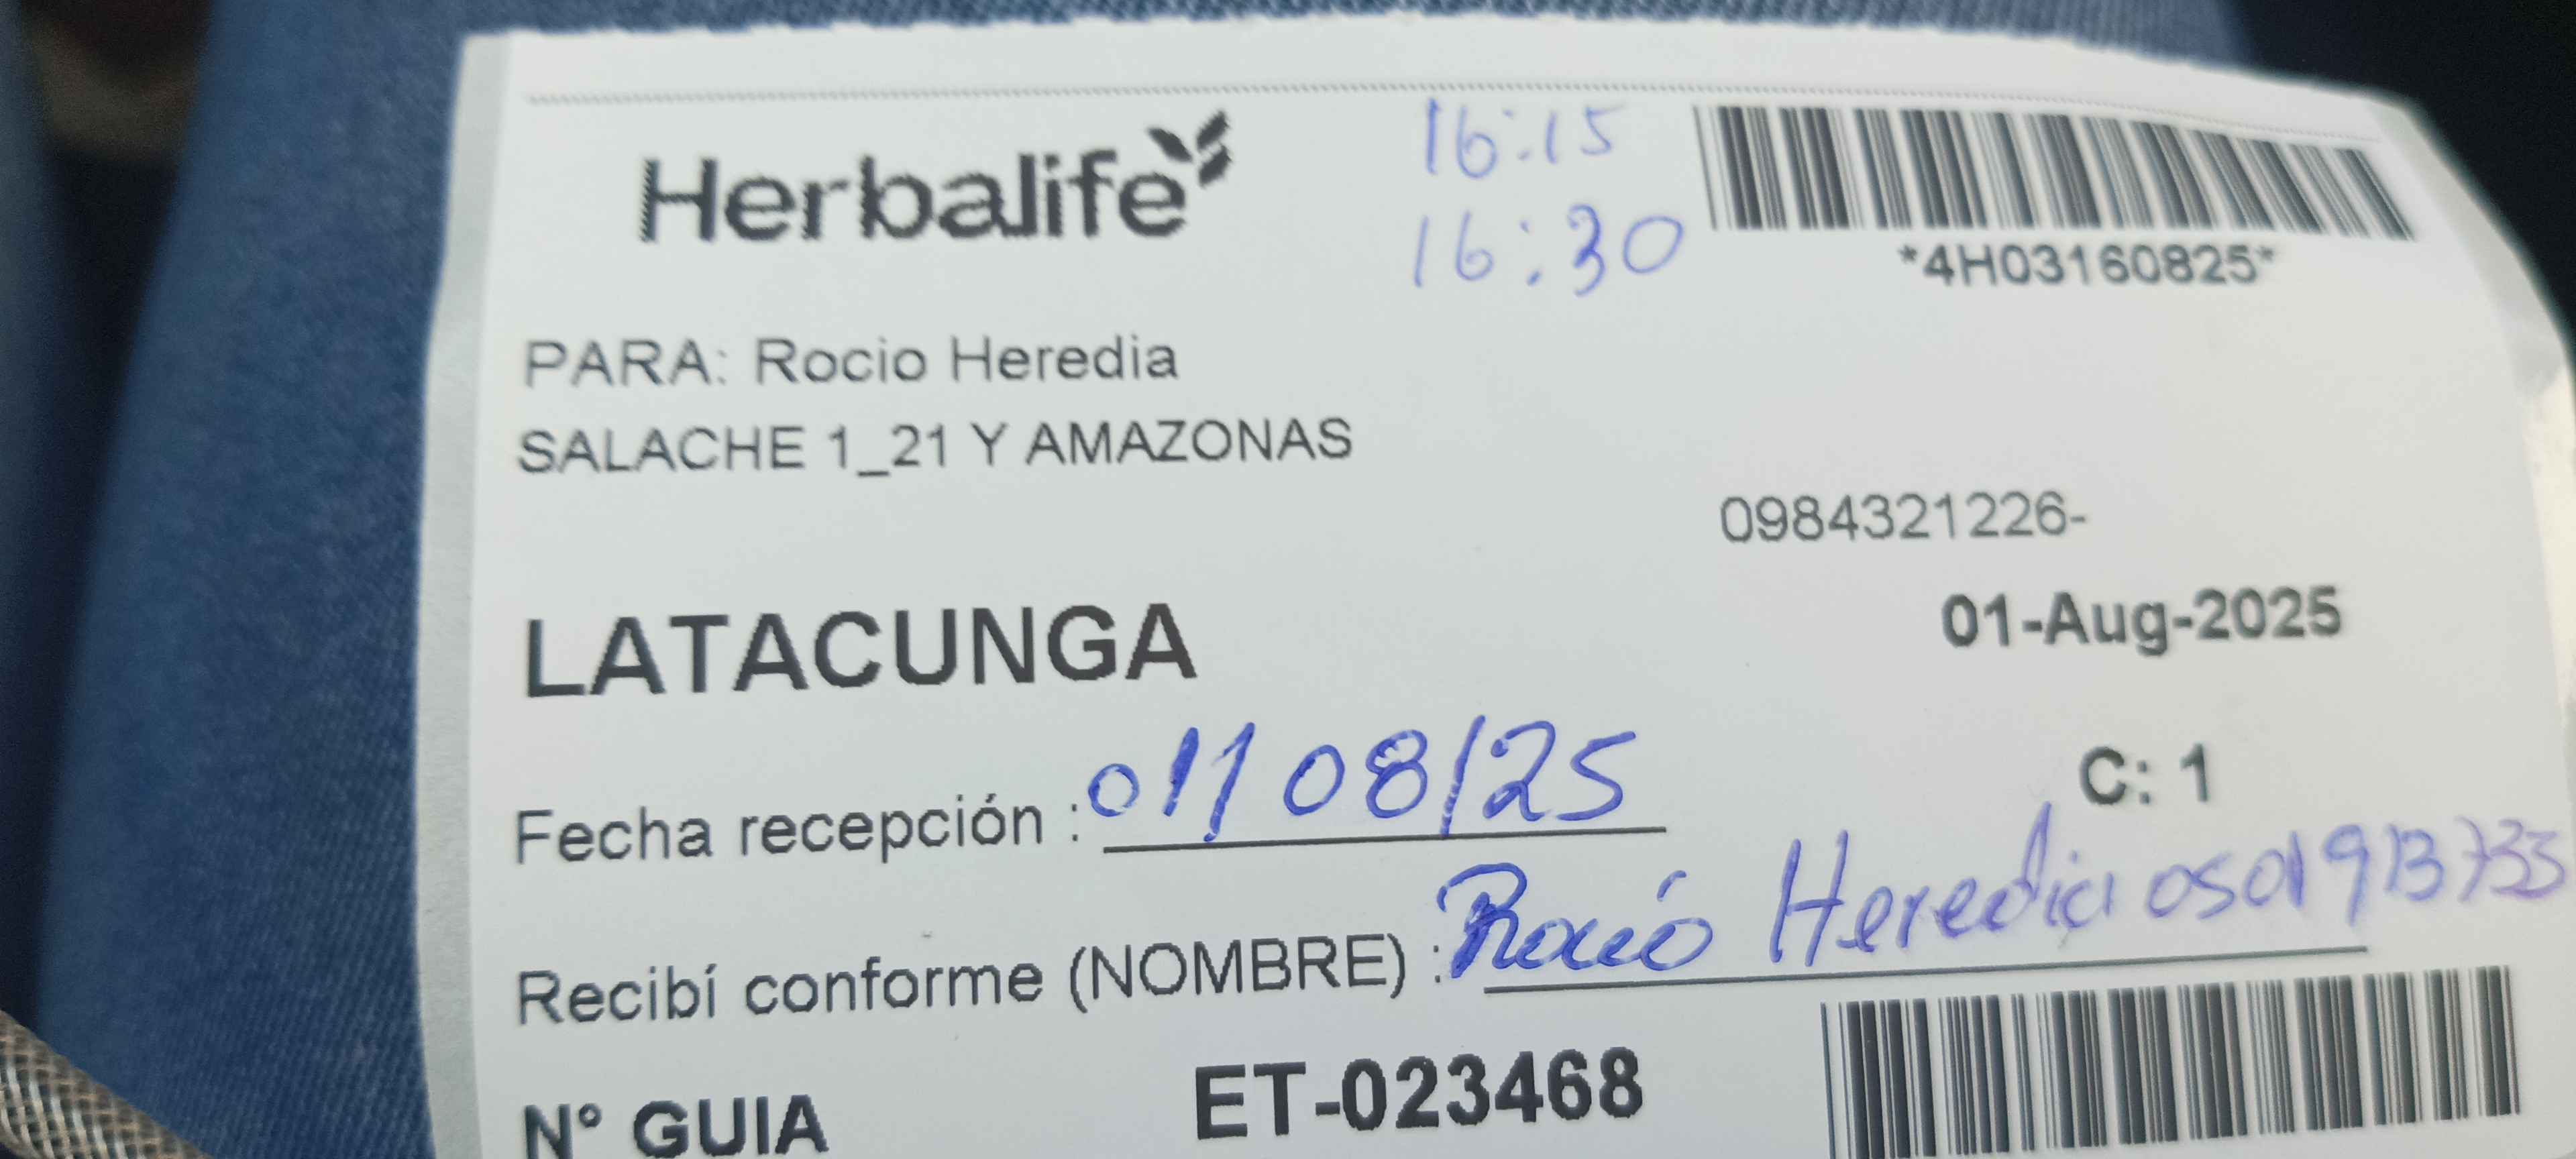 Herbalife
16:15
16:30
*4H03160825*
PARA: Rocio Heredia
SALACHE 1_21 Y AMAZONAS
0984321226-
LATACUNGA
01-Aug-2025
Fecha recepción : 01/08/25
C: 1
Recibí conforme (NOMBRE) : Rocío Heredia 0501913733
N° GUIA ET-023468